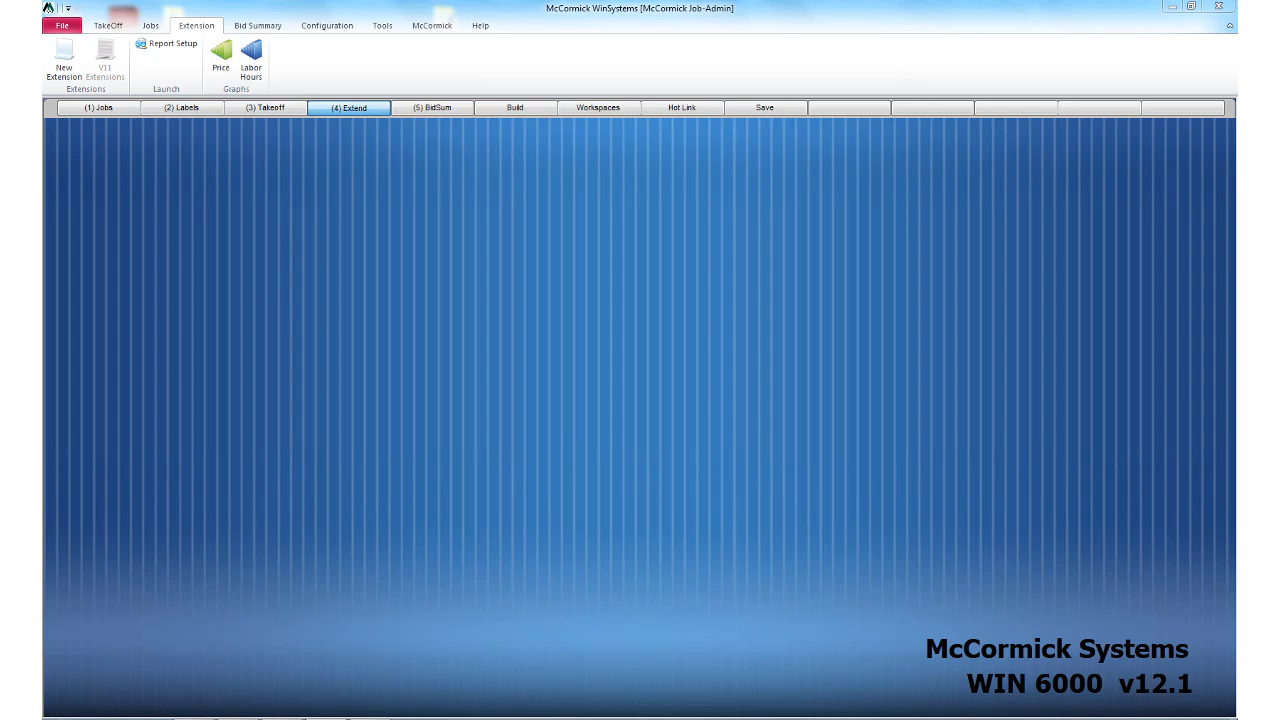 McCormick WinSystems [McCormick Job-Admin]
File TakeOff Jobs Extension Bid Summary Configuration Tools McCormick Help
New Extension
V11 Extensions
Report Setup
Price
Labor Hours
Extensions Launch Graphs
(1) Jobs (2) Labels (3) Takeoff (4) Extend (5) BidSum Build Workspaces Hot Link Save
McCormick Systems
WIN 6000 v12.1